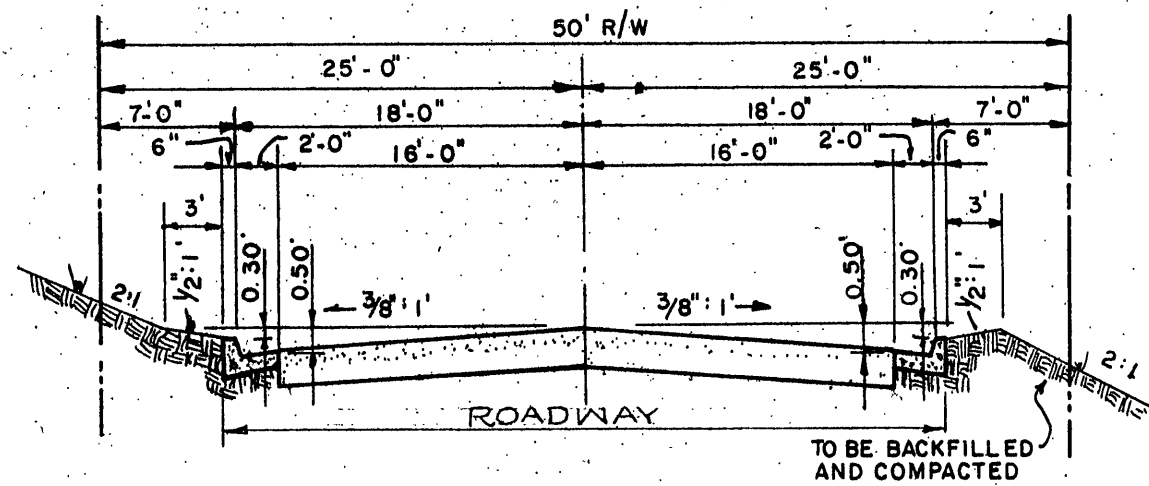 50' R/W
25'-0" 25'-0"
7'-0" 18'-0" 18'-0" 7'-0"
6" 2'-0" 16'-0" 16'-0" 2'-0" 6"
3' 3'
1/2":1' 0.30' 0.50' 3/8":1' 3/8":1' 0.50' 0.30' 1/2":1'
2:1 2:1
ROADWAY
TO BE BACKFILLED
AND COMPACTED